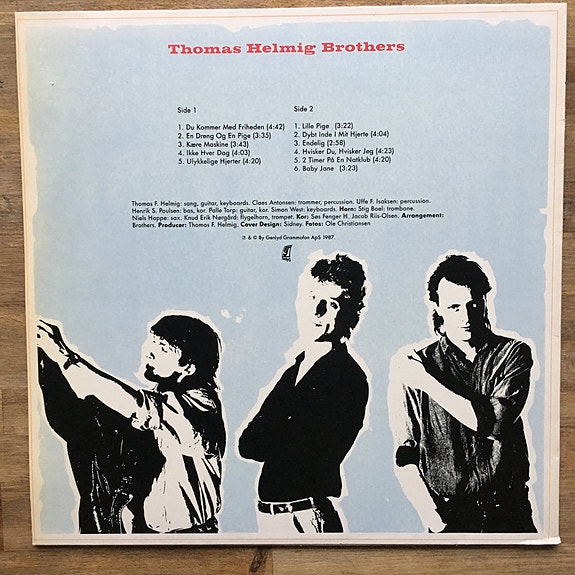 Thomas Helmig Brothers
Side 1
1. Du Kommer Med Friheden (4:42)
2. En Dreng Og En Pige (3:35)
3. Kære Maskine (3:43)
4. Ikke Hver Dag (4:03)
5. Ulykkelige Hjerter (4:20)
Side 2
1. Lille Pige (3:22)
2. Dybt Inde I Mit Hjerte (4:04)
3. Endelig (2:58)
4. Hvisker Du, Hvisker Jeg (4:23)
5. 2 Timer På En Natklub (4:20)
6. Baby Jane (3:23)
Thomas F. Helmig: sang, guitar, keyboards. Claes Antonsen: trommer, percussion. Uffe F. Isaksen: percussion.
Henrik S. Poulsen: bas, kor. Palle Torp: guitar, kor. Simon West: keyboards. Horn: Stig Boel: trombone.
Niels Hoppe: sax. Knud Erik Nørgård: flygelhorn, trompet. Kor: Søs Fenger H. Jacob Riis-Olsen. Arrangement:
Brothers. Producer: Thomas F. Helmig. Cover Design: Sidney. Fotos: Ole Christiansen
℗ & © By Genlyd Grammofon ApS 1987.